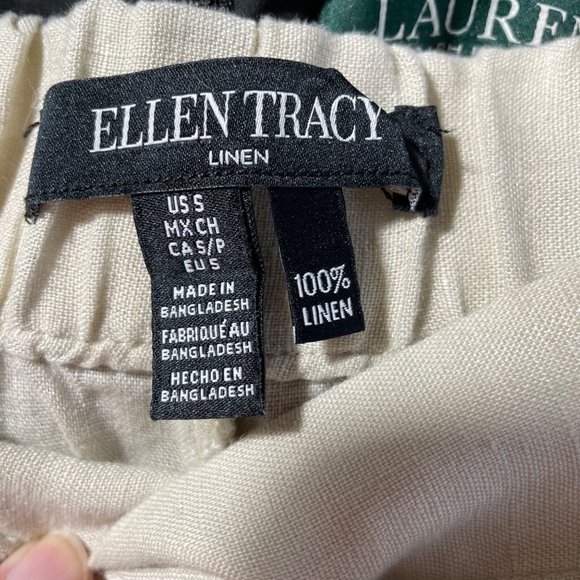 LAUREN
ELLEN TRACY
LINEN
US S
MX CH
CA S/P
EU S
MADE IN
BANGLADESH
FABRIQUÉ AU
BANGLADESH
HECHO EN
BANGLADESH
100%
LINEN